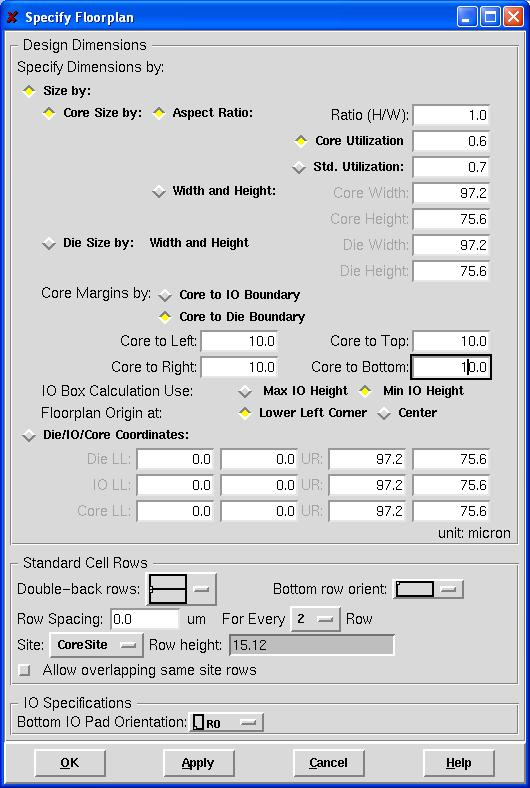 Specify Floorplan
Design Dimensions
Specify Dimensions by:
Size by:
Core Size by: Aspect Ratio: Ratio (H/W): 1.0
Core Utilization 0.6
Std. Utilization: 0.7
Width and Height: Core Width: 97.2
Core Height: 75.6
Die Size by: Width and Height Die Width: 97.2
Die Height: 75.6
Core Margins by: Core to IO Boundary
Core to Die Boundary
Core to Left: 10.0 Core to Top: 10.0
Core to Right: 10.0 Core to Bottom: 10.0
IO Box Calculation Use: Max IO Height Min IO Height
Floorplan Origin at: Lower Left Corner Center
Die/IO/Core Coordinates:
Die LL: 0.0 0.0 UR: 97.2 75.6
IO LL: 0.0 0.0 UR: 97.2 75.6
Core LL: 0.0 0.0 UR: 97.2 75.6
unit: micron
Standard Cell Rows
Double-back rows: Bottom row orient:
Row Spacing: 0.0 um For Every 2 Row
Site: CoreSite Row height: 15.12
Allow overlapping same site rows
IO Specifications
Bottom IO Pad Orientation: R0
OK Apply Cancel Help